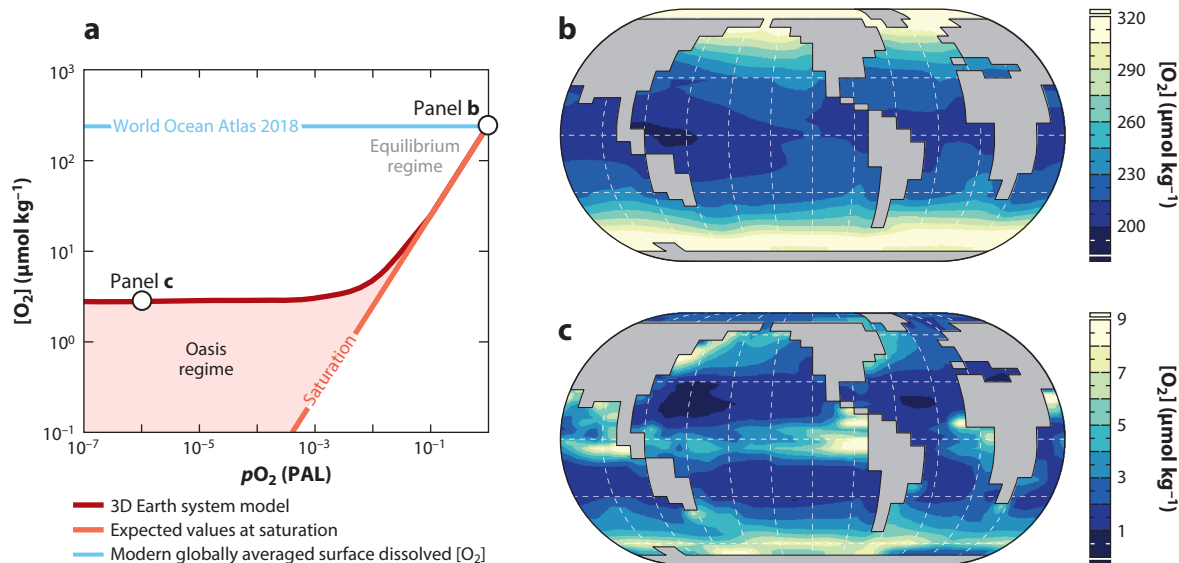 a
10³
10²
10¹
10⁰
10⁻¹
[O₂] (µmol kg⁻¹)
World Ocean Atlas 2018
Panel b
Equilibrium
regime
Panel c
Oasis
regime
Saturation
10⁻⁷
10⁻⁵
10⁻³
10⁻¹
pO₂ (PAL)
3D Earth system model
Expected values at saturation
Modern globally averaged surface dissolved [O₂]
b
320
290
260
230
200
[O₂] (µmol kg⁻¹)
c
9
7
5
3
1
[O₂] (µmol kg⁻¹)